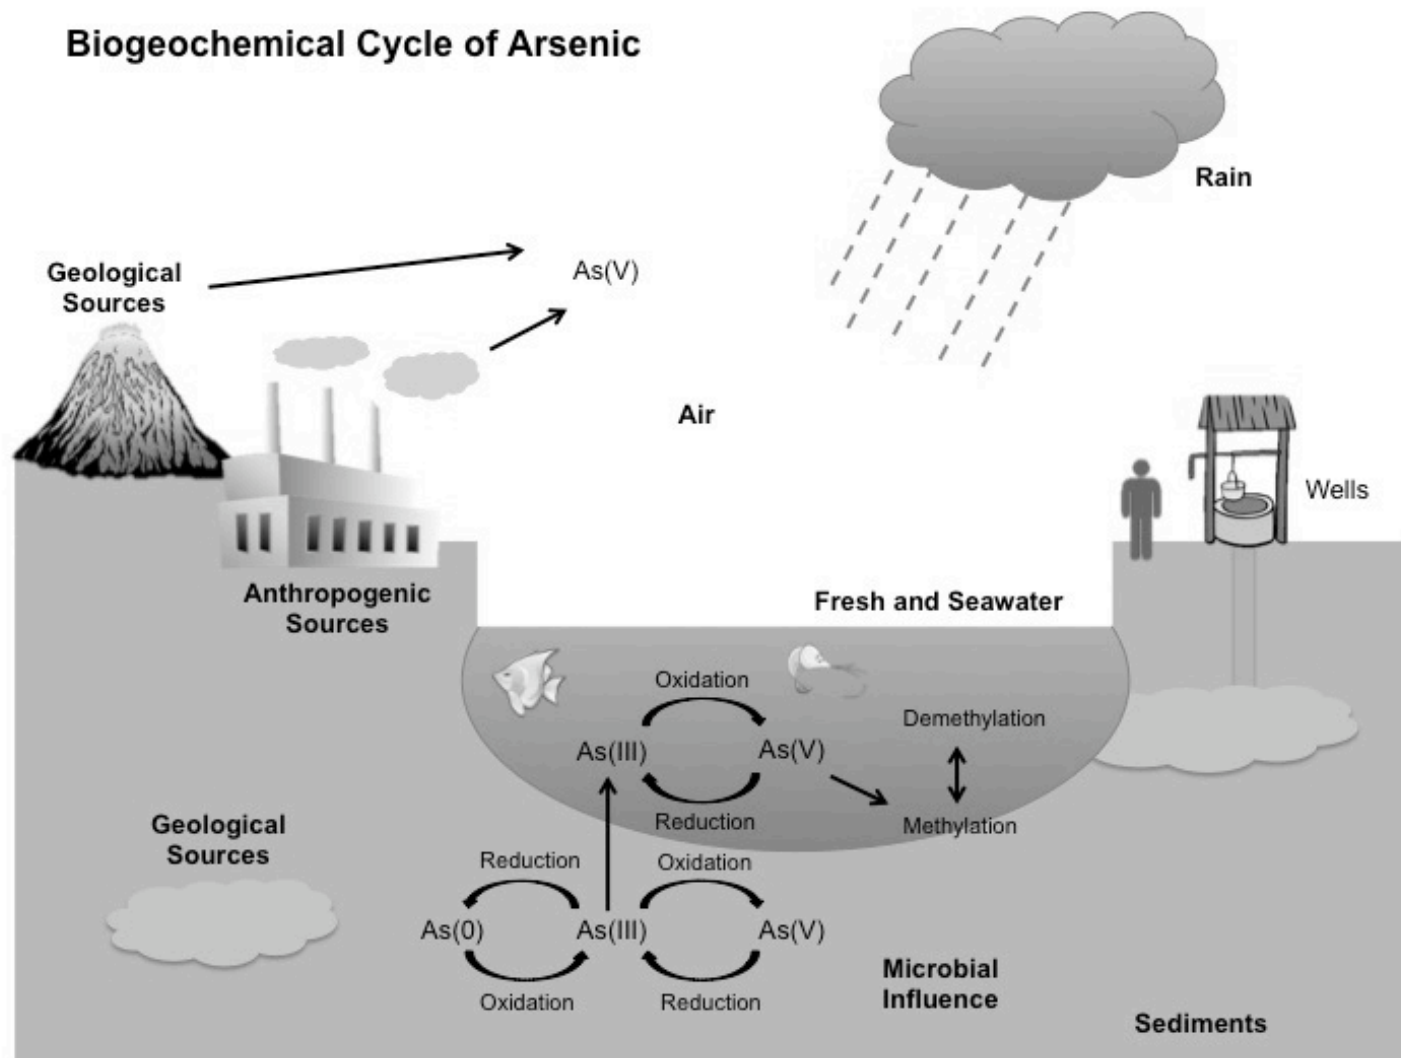 Biogeochemical Cycle of Arsenic
Rain
Geological
Sources
As(V)
Air
Wells
Anthropogenic
Sources
Fresh and Seawater
Oxidation
Demethylation
As(III)
As(V)
Reduction
Methylation
Geological
Sources
Reduction
Oxidation
As(0)
As(III)
As(V)
Oxidation
Reduction
Microbial
Influence
Sediments